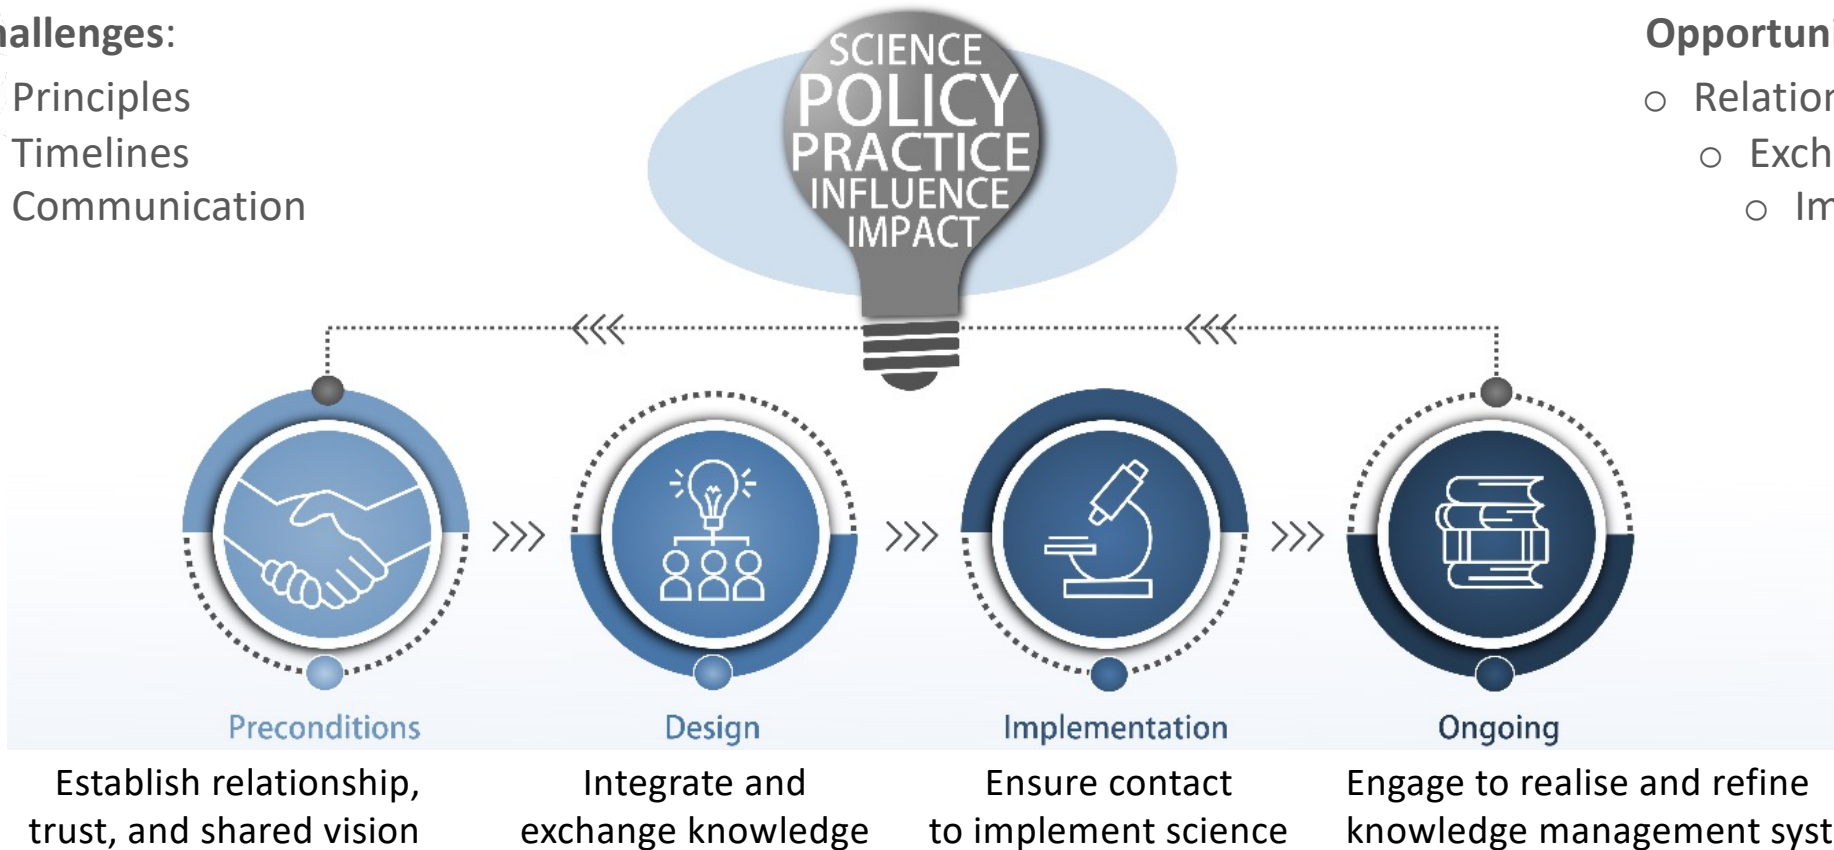 hallenges:
Principles
Timelines
Communication
SCIENCE
POLICY
PRACTICE
INFLUENCE
IMPACT
Opportuni
Relation
Exch
Im
Preconditions
Establish relationship,
trust, and shared vision
Design
Integrate and
exchange knowledge
Implementation
Ensure contact
to implement science
Ongoing
Engage to realise and refine
knowledge management syst